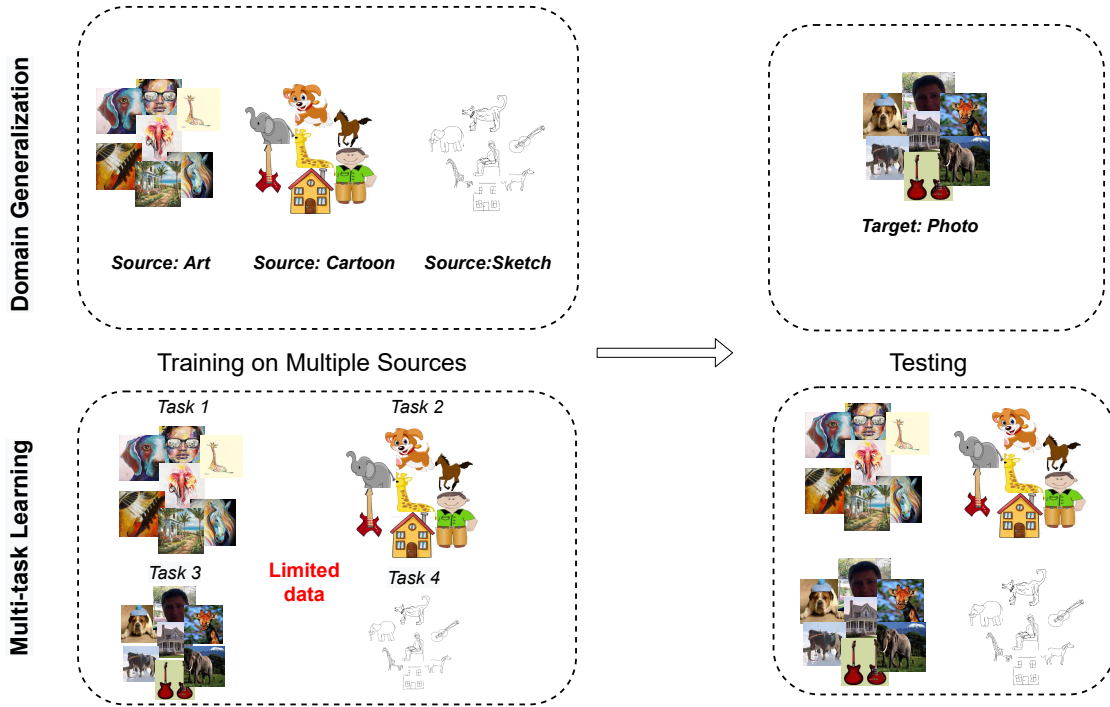 Domain Generalization
Source: Art
Source: Cartoon
Source:Sketch
Target: Photo
Training on Multiple Sources
Testing
Multi-task Learning
Task 1
Task 2
Task 3
Limited
data
Task 4